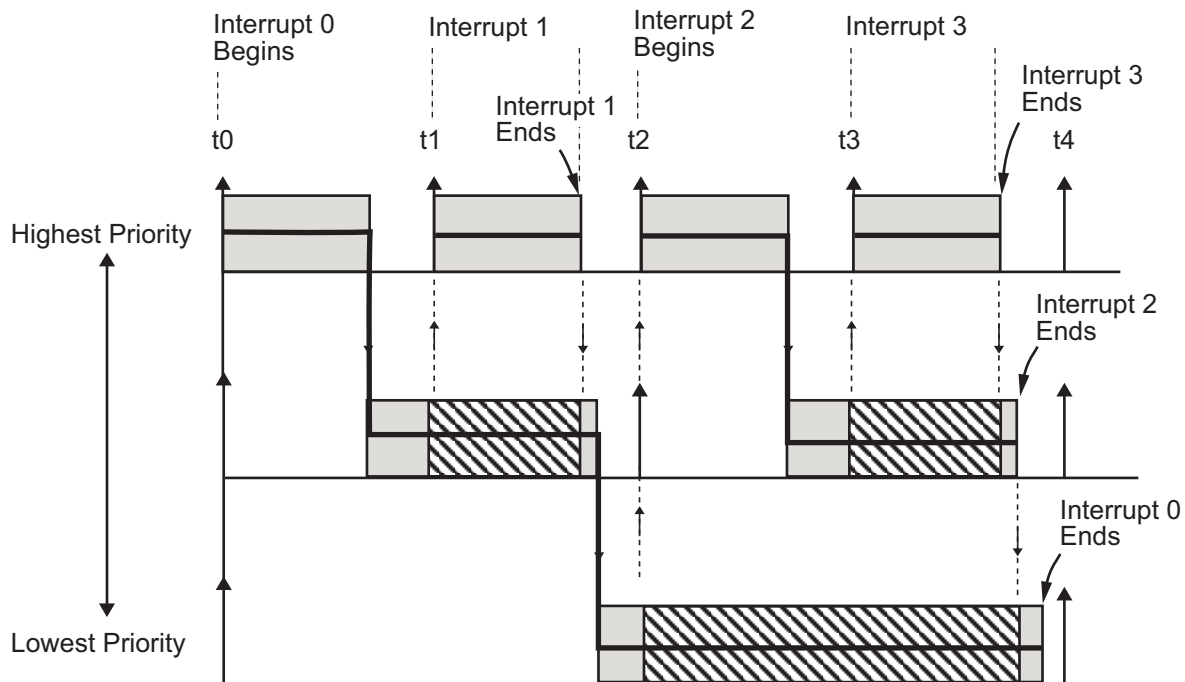 Interrupt 0
Begins
Interrupt 1
Interrupt 2
Begins
Interrupt 3
Interrupt 1
Ends
Interrupt 3
Ends
t0
t1
t2
t3
t4
Highest Priority
Interrupt 2
Ends
Interrupt 0
Ends
Lowest Priority